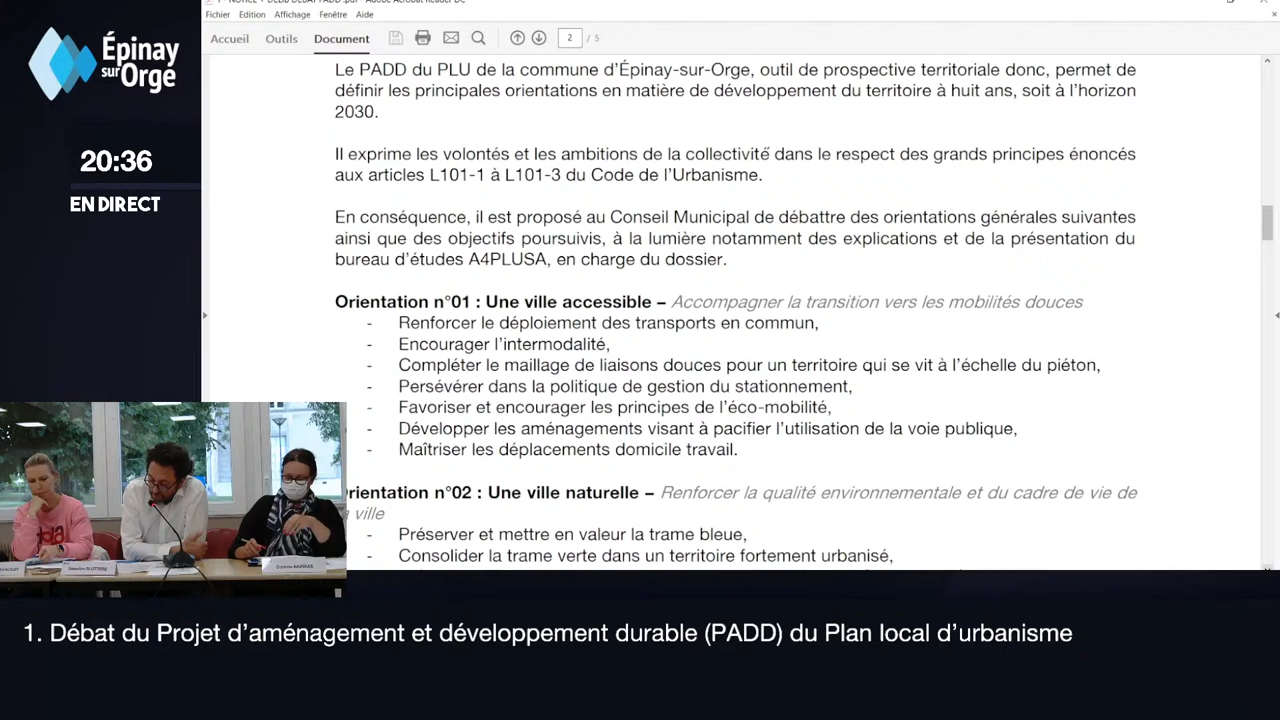 Épinay
sur
Orge
20:36
EN DIRECT
Fichier Edition Affichage Fenêtre Aide
Accueil Outils Document
2 / 5
Le PADD du PLU de la commune d’Épinay-sur-Orge, outil de prospective territoriale donc, permet de
définir les principales orientations en matière de développement du territoire à huit ans, soit à l’horizon
2030.
Il exprime les volontés et les ambitions de la collectivité dans le respect des grands principes énoncés
aux articles L101-1 à L101-3 du Code de l’Urbanisme.
En conséquence, il est proposé au Conseil Municipal de débattre des orientations générales suivantes
ainsi que des objectifs poursuivis, à la lumière notamment des explications et de la présentation du
bureau d’études A4PLUSA, en charge du dossier.
Orientation n°01 : Une ville accessible – Accompagner la transition vers les mobilités douces
- Renforcer le déploiement des transports en commun,
- Encourager l’intermodalité,
- Compléter le maillage de liaisons douces pour un territoire qui se vit à l’échelle du piéton,
- Persévérer dans la politique de gestion du stationnement,
- Favoriser et encourager les principes de l’éco-mobilité,
- Développer les aménagements visant à pacifier l’utilisation de la voie publique,
- Maîtriser les déplacements domicile travail.
rientation n°02 : Une ville naturelle – Renforcer la qualité environnementale et du cadre de vie de
ville
- Préserver et mettre en valeur la trame bleue,
- Consolider la trame verte dans un territoire fortement urbanisé,
1. Débat du Projet d’aménagement et développement durable (PADD) du Plan local d’urbanisme